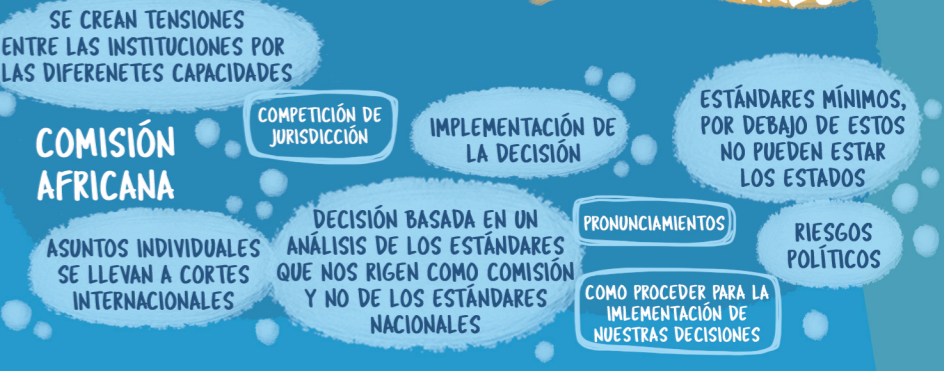 SE CREAN TENSIONES
ENTRE LAS INSTITUCIONES POR
LAS DIFERENETES CAPACIDADES
COMISIÓN
AFRICANA
COMPETICIÓN DE
JURISDICCIÓN
IMPLEMENTACIÓN DE
LA DECISIÓN
ESTÁNDARES MÍNIMOS,
POR DEBAJO DE ESTOS
NO PUEDEN ESTAR
LOS ESTADOS
ASUNTOS INDIVIDUALES
SE LLEVAN A CORTES
INTERNACIONALES
DECISIÓN BASADA EN UN
ANÁLISIS DE LOS ESTÁNDARES
QUE NOS RIGEN COMO COMISIÓN
Y NO DE LOS ESTÁNDARES
NACIONALES
PRONUNCIAMIENTOS
COMO PROCEDER PARA LA
IMLEMENTACIÓN DE
NUESTRAS DECISIONES
RIESGOS
POLÍTICOS